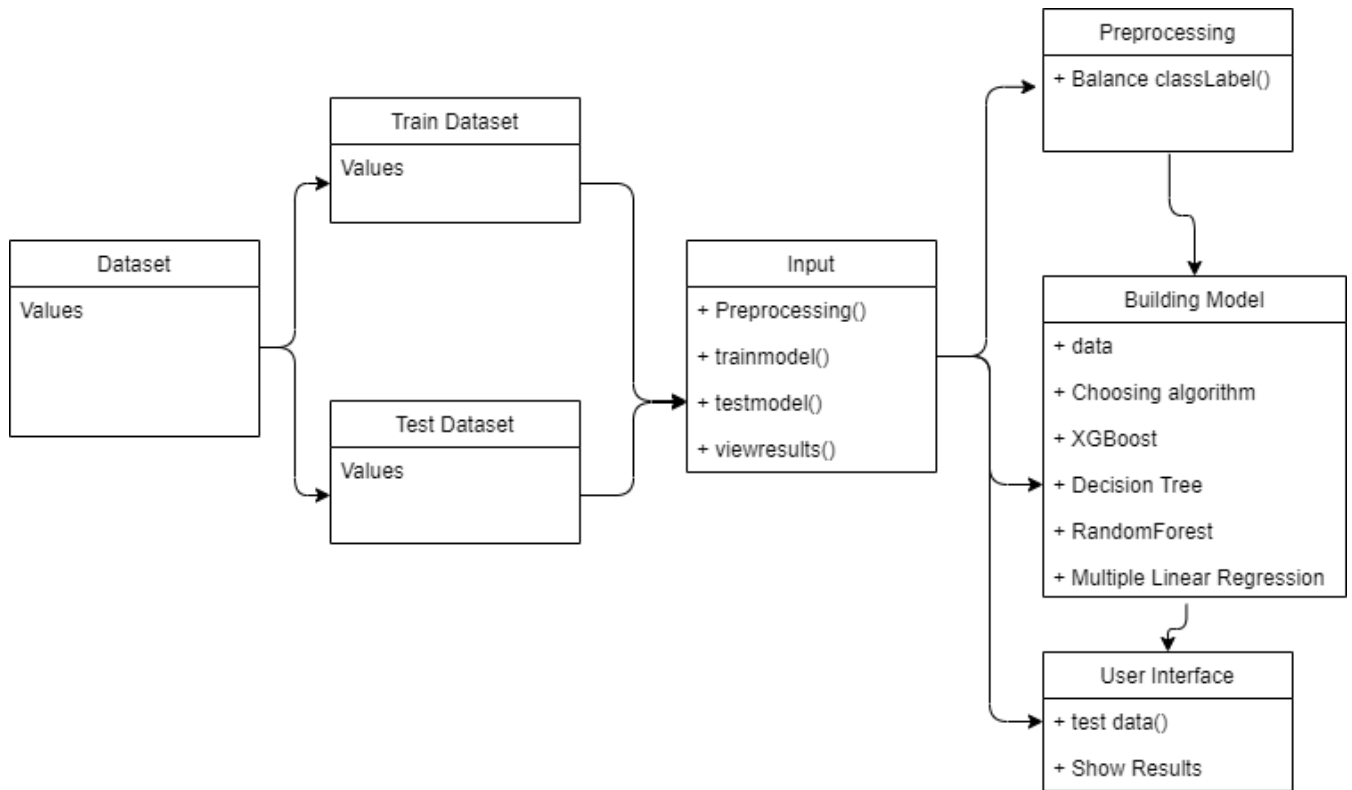 Dataset
Values
Train Dataset
Values
Test Dataset
Values
Input
+ Preprocessing()
+ trainmodel()
+ testmodel()
+ viewresults()
Preprocessing
+ Balance classLabel()
Building Model
+ data
+ Choosing algorithm
+ XGBoost
+ Decision Tree
+ RandomForest
+ Multiple Linear Regression
User Interface
+ test data()
+ Show Results